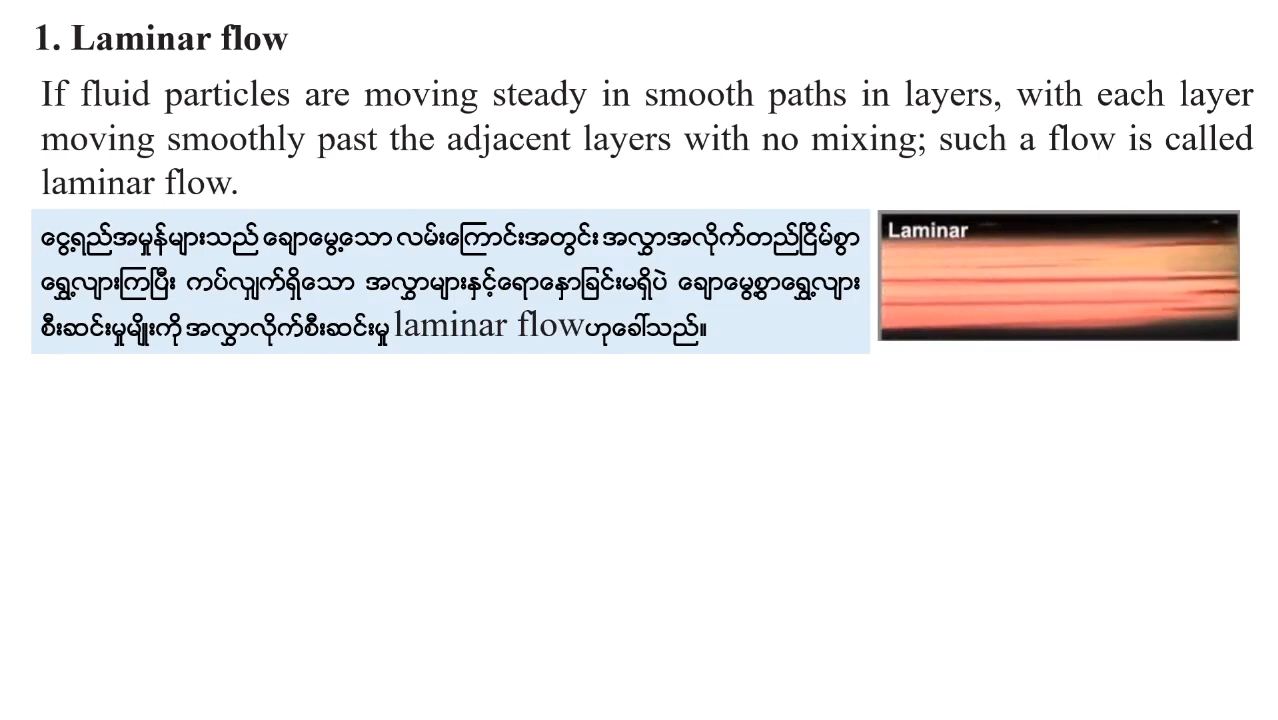 1. Laminar flow
If fluid particles are moving steady in smooth paths in layers, with each layer
moving smoothly past the adjacent layers with no mixing; such a flow is called
laminar flow.
ငွေ့ရည်အမှုန်များသည် ချောမွေ့သော လမ်းကြောင်းအတွင်း အလွှာအလိုက်တည်ငြိမ်စွာ
ရွှေ့လျားကြပြီး ကပ်လျှက်ရှိသော အလွှာများနှင့်ရောနှောခြင်းမရှိပဲ ချောမွေ့စွာရွှေ့လျား
စီးဆင်းမှုမျိုးကို အလွှာလိုက်စီးဆင်းမှု laminar flowဟုခေါ်သည်။
Laminar